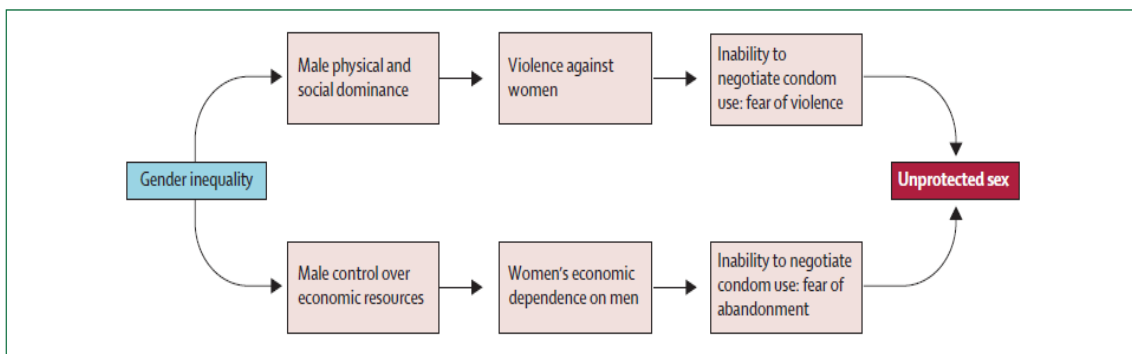 Male physical and
social dominance
Violence against
women
Inability to
negotiate condom
use: fear of violence
Gender inequality
Unprotected sex
Male control over
economic resources
Women's economic
dependence on men
Inability to negotiate
condom use: fear of
abandonment